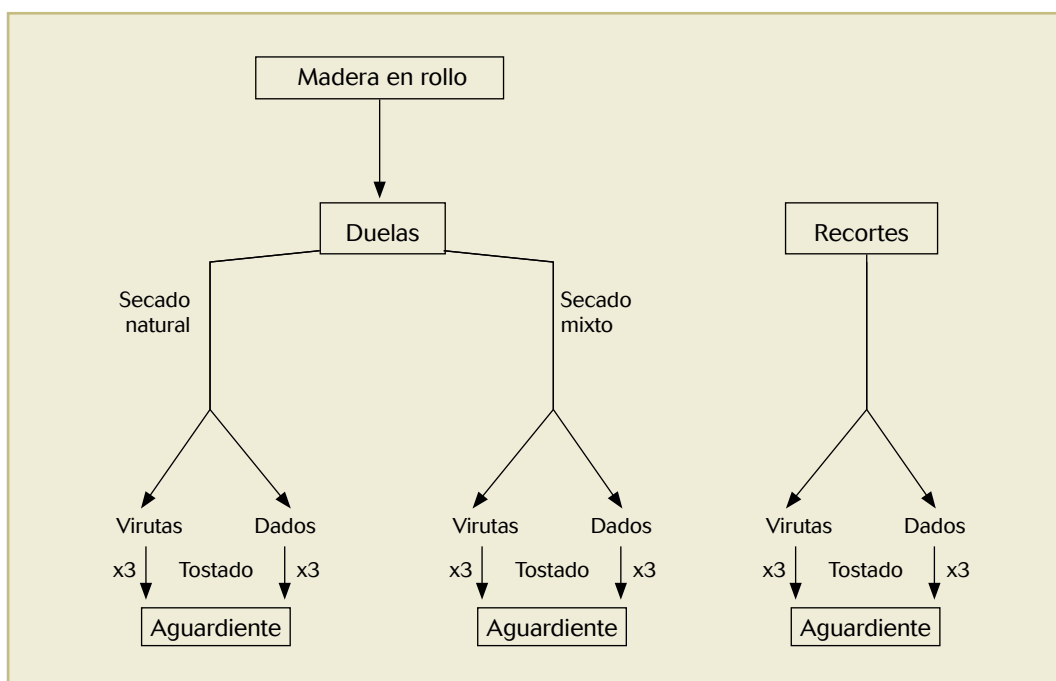 Madera en rollo
Duelas
Recortes
Secado
natural
Secado
mixto
Virutas
Dados
Virutas
Dados
Virutas
Dados
x3
Tostado
x3
x3
Tostado
x3
x3
Tostado
x3
Aguardiente
Aguardiente
Aguardiente